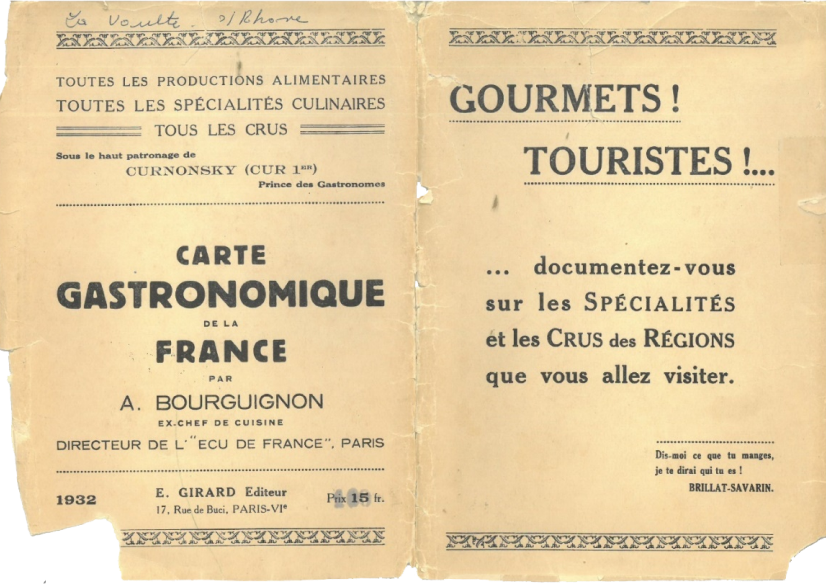 La Voulte s/Rhone
TOUTES LES PRODUCTIONS ALIMENTAIRES
TOUTES LES SPÉCIALITÉS CULINAIRES
TOUS LES CRUS
Sous le haut patronage de
CURNONSKY (CUR 1ER)
Prince des Gastronomes
CARTE
GASTRONOMIQUE
DE LA
FRANCE
PAR
A. BOURGUIGNON
EX-CHEF DE CUISINE
DIRECTEUR DE L'"ECU DE FRANCE", PARIS
1932
E. GIRARD Editeur
17, Rue de Buci, PARIS-VIe
Prix 15 fr.
GOURMETS !
TOURISTES !...
... documentez-vous
sur les SPÉCIALITÉS
et les CRUS des RÉGIONS
que vous allez visiter.
Dis-moi ce que tu manges,
je te dirai qui tu es !
BRILLAT-SAVARIN.